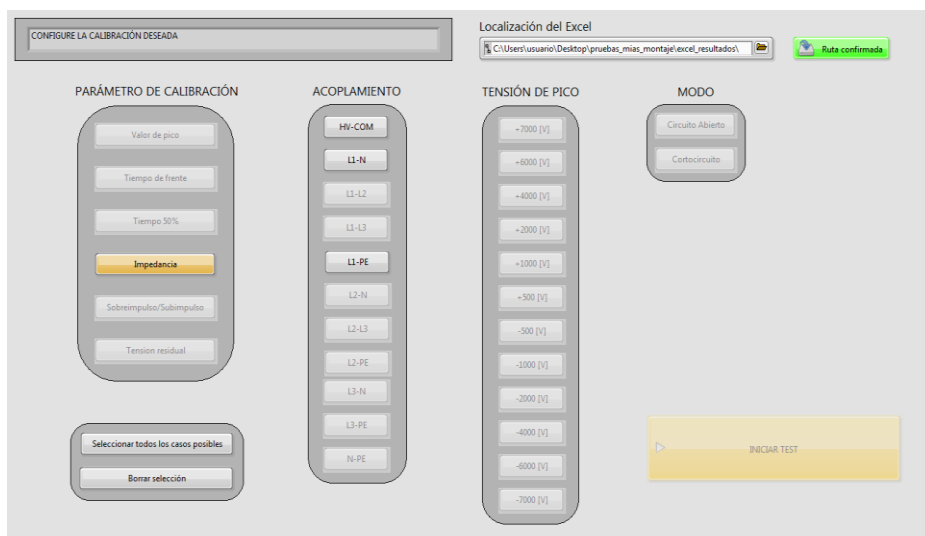 CONFIGURE LA CALIBRACIÓN DESEADA
Localización del Excel
C:\Users\usuario\Desktop\pruebas_mias_montaje\excel_resultados\
Ruta confirmada
PARÁMETRO DE CALIBRACIÓN
Valor de pico
Tiempo de frente
Tiempo 50%
Impedancia
Sobreimpulso/Subimpulso
Tension residual
Seleccionar todos los casos posibles
Borrar selección
ACOPLAMIENTO
HV-COM
L1-N
L1-L2
L1-L3
L1-PE
L2-N
L2-L3
L2-PE
L3-N
L3-PE
N-PE
TENSIÓN DE PICO
+7000 [V]
+6000 [V]
+4000 [V]
+2000 [V]
+1000 [V]
+500 [V]
-500 [V]
-1000 [V]
-2000 [V]
-4000 [V]
-6000 [V]
-7000 [V]
MODO
Circuito Abierto
Cortocircuito
INICIAR TEST